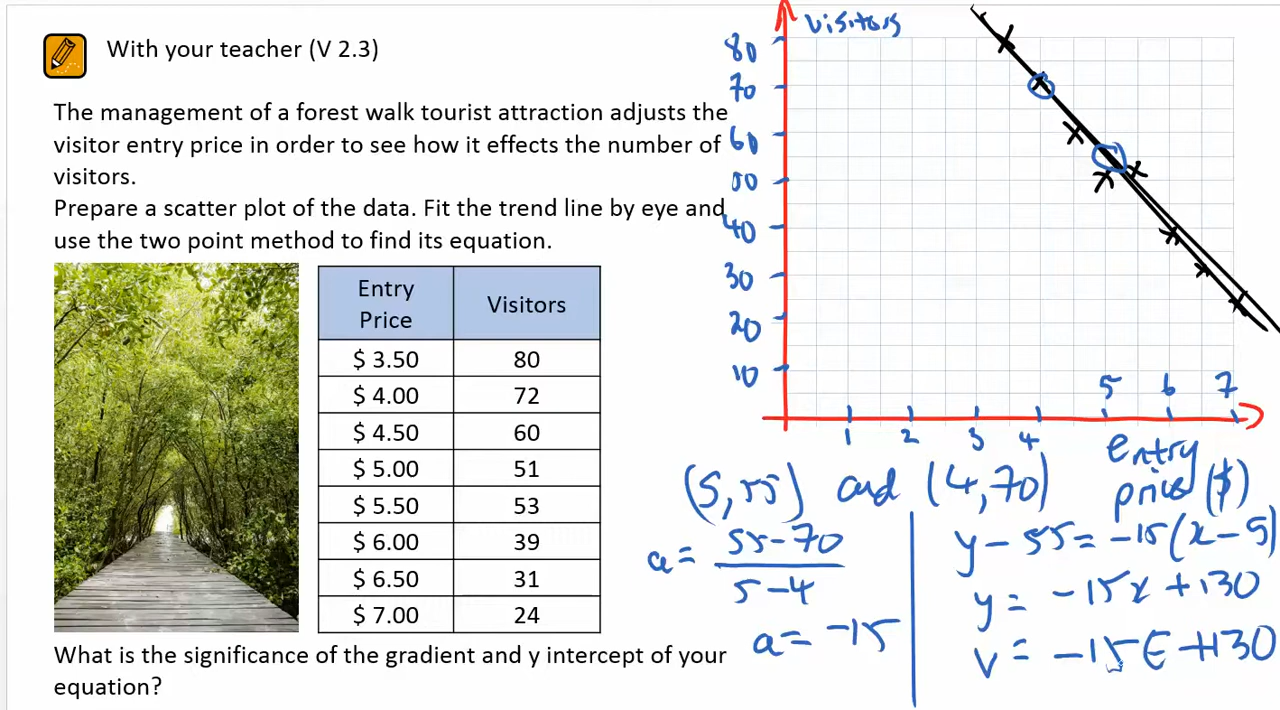 With your teacher (V 2.3)
The management of a forest walk tourist attraction adjusts the
visitor entry price in order to see how it effects the number of
visitors.
Prepare a scatter plot of the data. Fit the trend line by eye and
use the two point method to find its equation.
Entry Price Visitors
$ 3.50 80
$ 4.00 72
$ 4.50 60
$ 5.00 51
$ 5.50 53
$ 6.00 39
$ 6.50 31
$ 7.00 24
What is the significance of the gradient and y intercept of your
equation?
visitors
80
70
60
50
40
30
20
10
1 2 3 4 5 6 7
entry
price ($)
(5,55) and (4,70)
a = 55-70
5-4
a = -15
y - 55 = -15(x - 5)
y = -15x + 130
V = -15E + 130